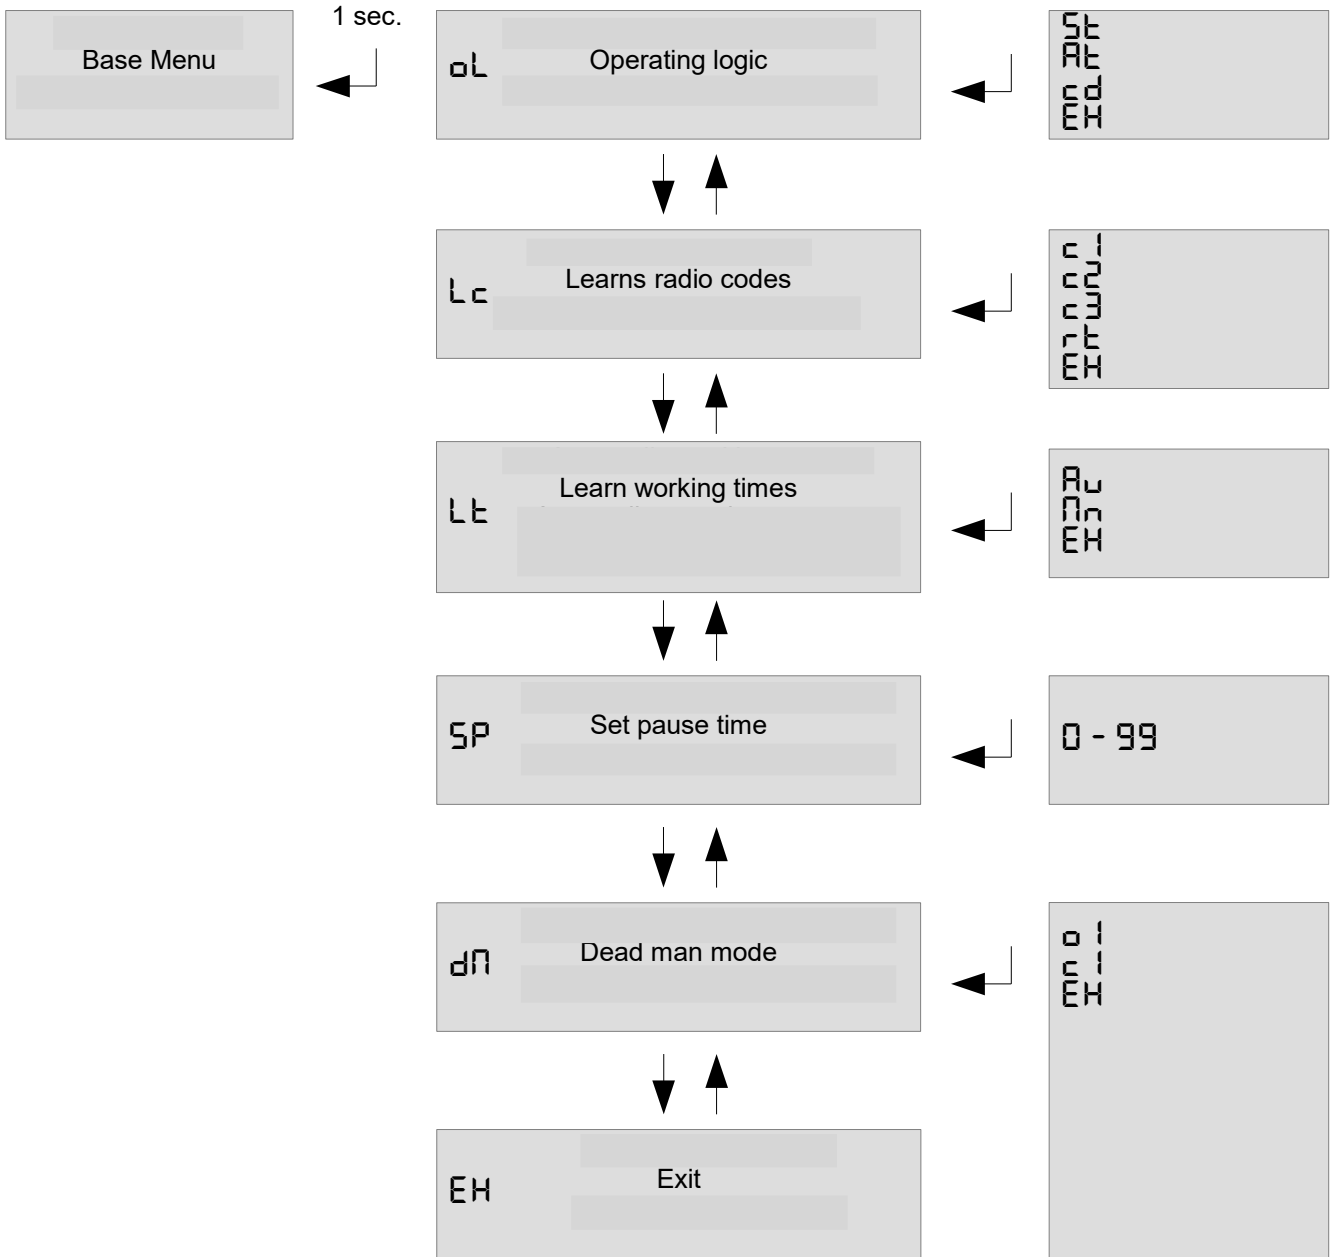 1 sec.
Base Menu
oL Operating logic
St
At
cd
EH
Lc Learns radio codes
c1
c2
c3
rt
EH
Lt Learn working times
Au
Mn
EH
SP Set pause time
0 - 99
dM Dead man mode
o1
c1
EH
EH Exit